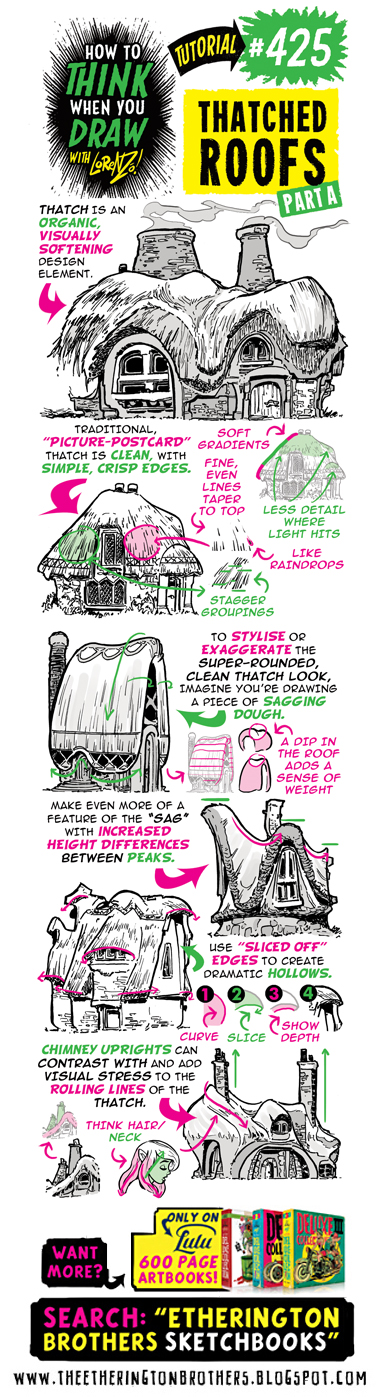 HOW TO
THINK
WHEN YOU
DRAW
WITH LORENZO!
TUTORIAL
#425
THATCHED
ROOFS
PART A
THATCH IS AN
ORGANIC,
VISUALLY
SOFTENING
DESIGN
ELEMENT.
TRADITIONAL,
"PICTURE-POSTCARD"
THATCH IS CLEAN, WITH
SIMPLE, CRISP EDGES.
SOFT
GRADIENTS
FINE,
EVEN
LINES
TAPER
TO TOP
LESS DETAIL
WHERE
LIGHT HITS
LIKE
RAINDROPS
STAGGER
GROUPINGS
TO STYLISE OR
EXAGGERATE THE
SUPER-ROUNDED,
CLEAN THATCH LOOK,
IMAGINE YOU'RE DRAWING
A PIECE OF SAGGING
DOUGH.
A DIP IN
THE ROOF
ADDS A
SENSE OF
WEIGHT
MAKE EVEN MORE OF A
FEATURE OF THE "SAG"
WITH INCREASED
HEIGHT DIFFERENCES
BETWEEN PEAKS.
USE "SLICED OFF"
EDGES TO CREATE
DRAMATIC HOLLOWS.
1 2 3 4
CURVE
SLICE
SHOW
DEPTH
CHIMNEY UPRIGHTS CAN
CONTRAST WITH AND ADD
VISUAL STRESS TO THE
ROLLING LINES OF
THE THATCH.
THINK HAIR/
NECK
WANT
MORE?
ONLY ON
Lulu
600 PAGE
ARTBOOKS!
DELUXE III
SEARCH: "ETHERINGTON
BROTHERS SKETCHBOOKS"
WWW.THEETHERINGTONBROTHERS.BLOGSPOT.COM